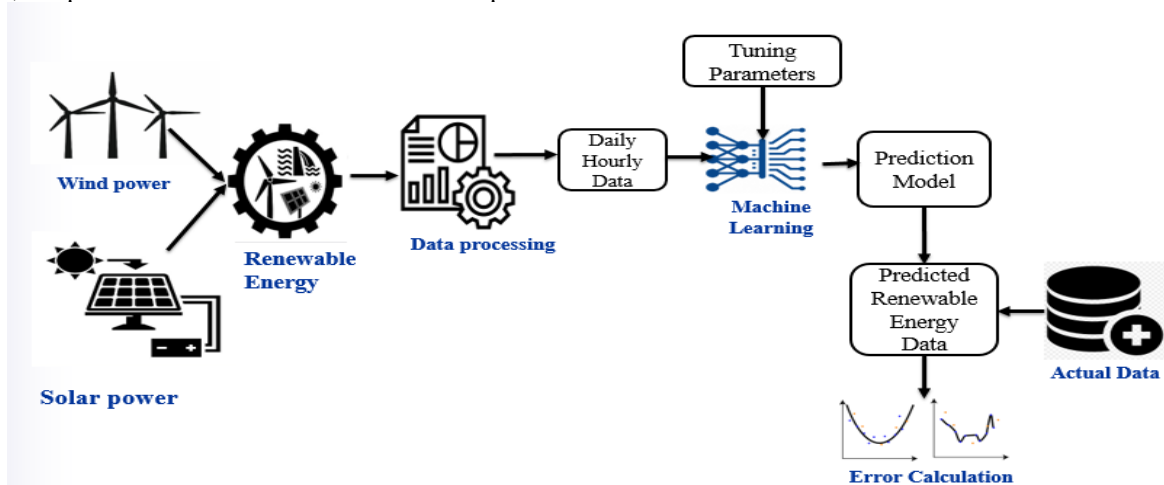 Tuning
Parameters
Wind power
Daily
Hourly
Data
Prediction
Model
Machine
Learning
Data processing
Renewable
Energy
Predicted
Renewable
Energy
Data
Actual Data
Solar power
Error Calculation